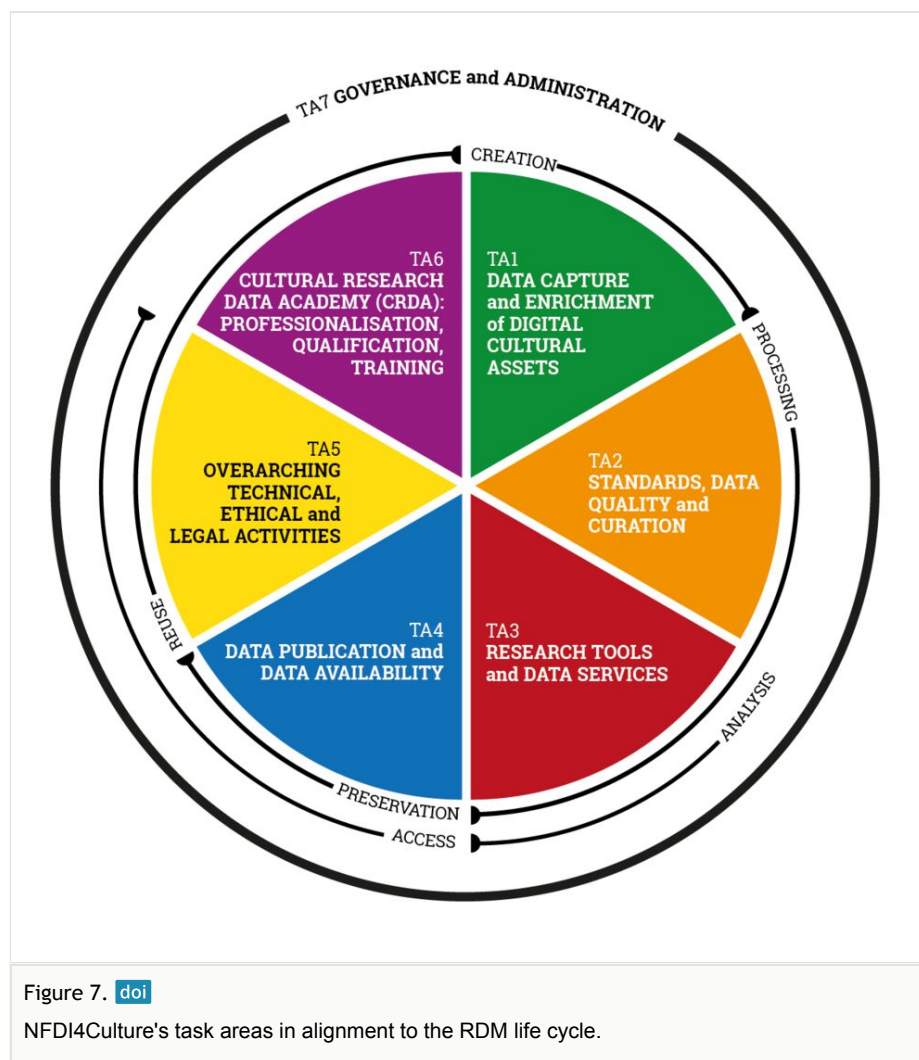 TA7 GOVERNANCE and ADMINISTRATION
CREATION
TA6
CULTURAL RESEARCH
DATA ACADEMY (CRDA):
PROFESSIONALISATION,
QUALIFICATION,
TRAINING
TA1
DATA CAPTURE
and ENRICHMENT
of DIGITAL
CULTURAL
ASSETS
PROCESSING
TA5
OVERARCHING
TECHNICAL,
ETHICAL and
LEGAL ACTIVITIES
TA2
STANDARDS, DATA
QUALITY and
CURATION
REUSE
TA4
DATA PUBLICATION and
DATA AVAILABILITY
TA3
RESEARCH TOOLS
and DATA SERVICES
ANALYSIS
PRESERVATION
ACCESS
Figure 7. doi
NFDI4Culture's task areas in alignment to the RDM life cycle.